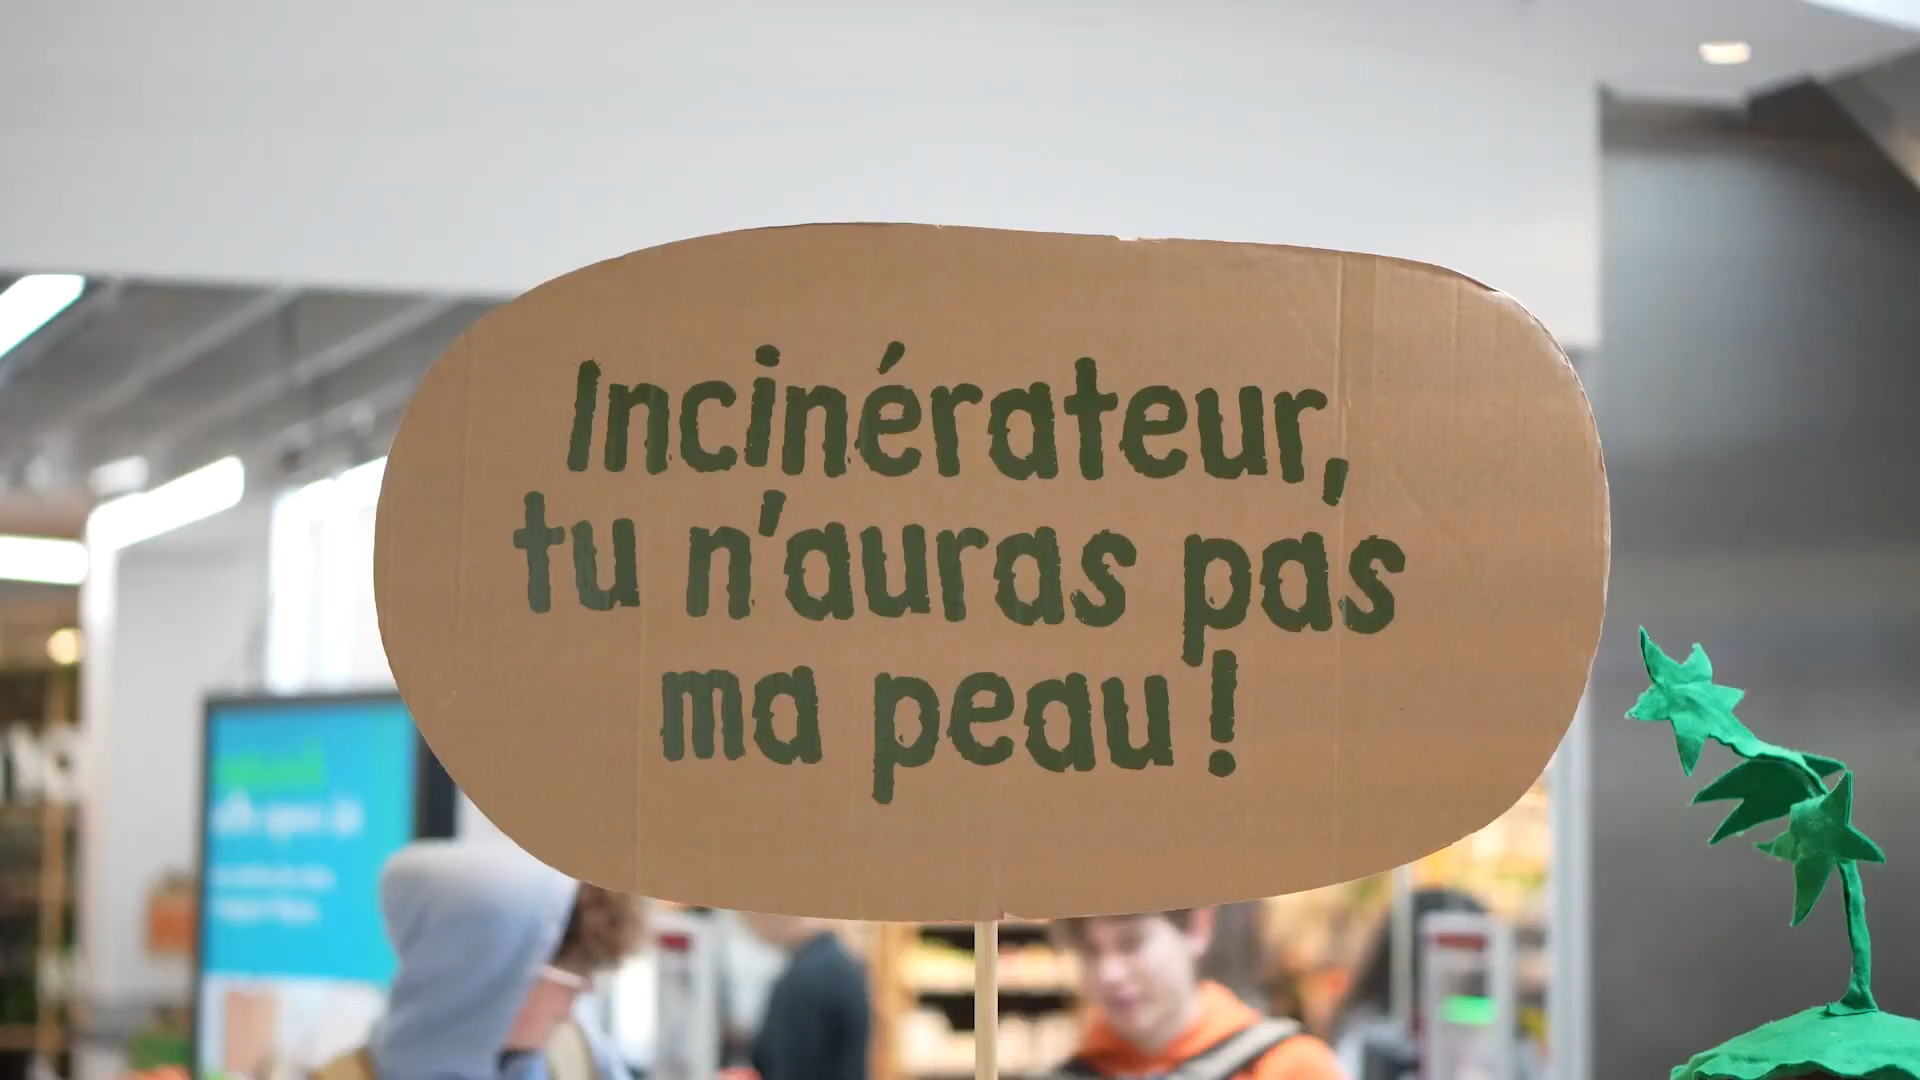 Incinérateur,
tu n'auras pas
ma peau !